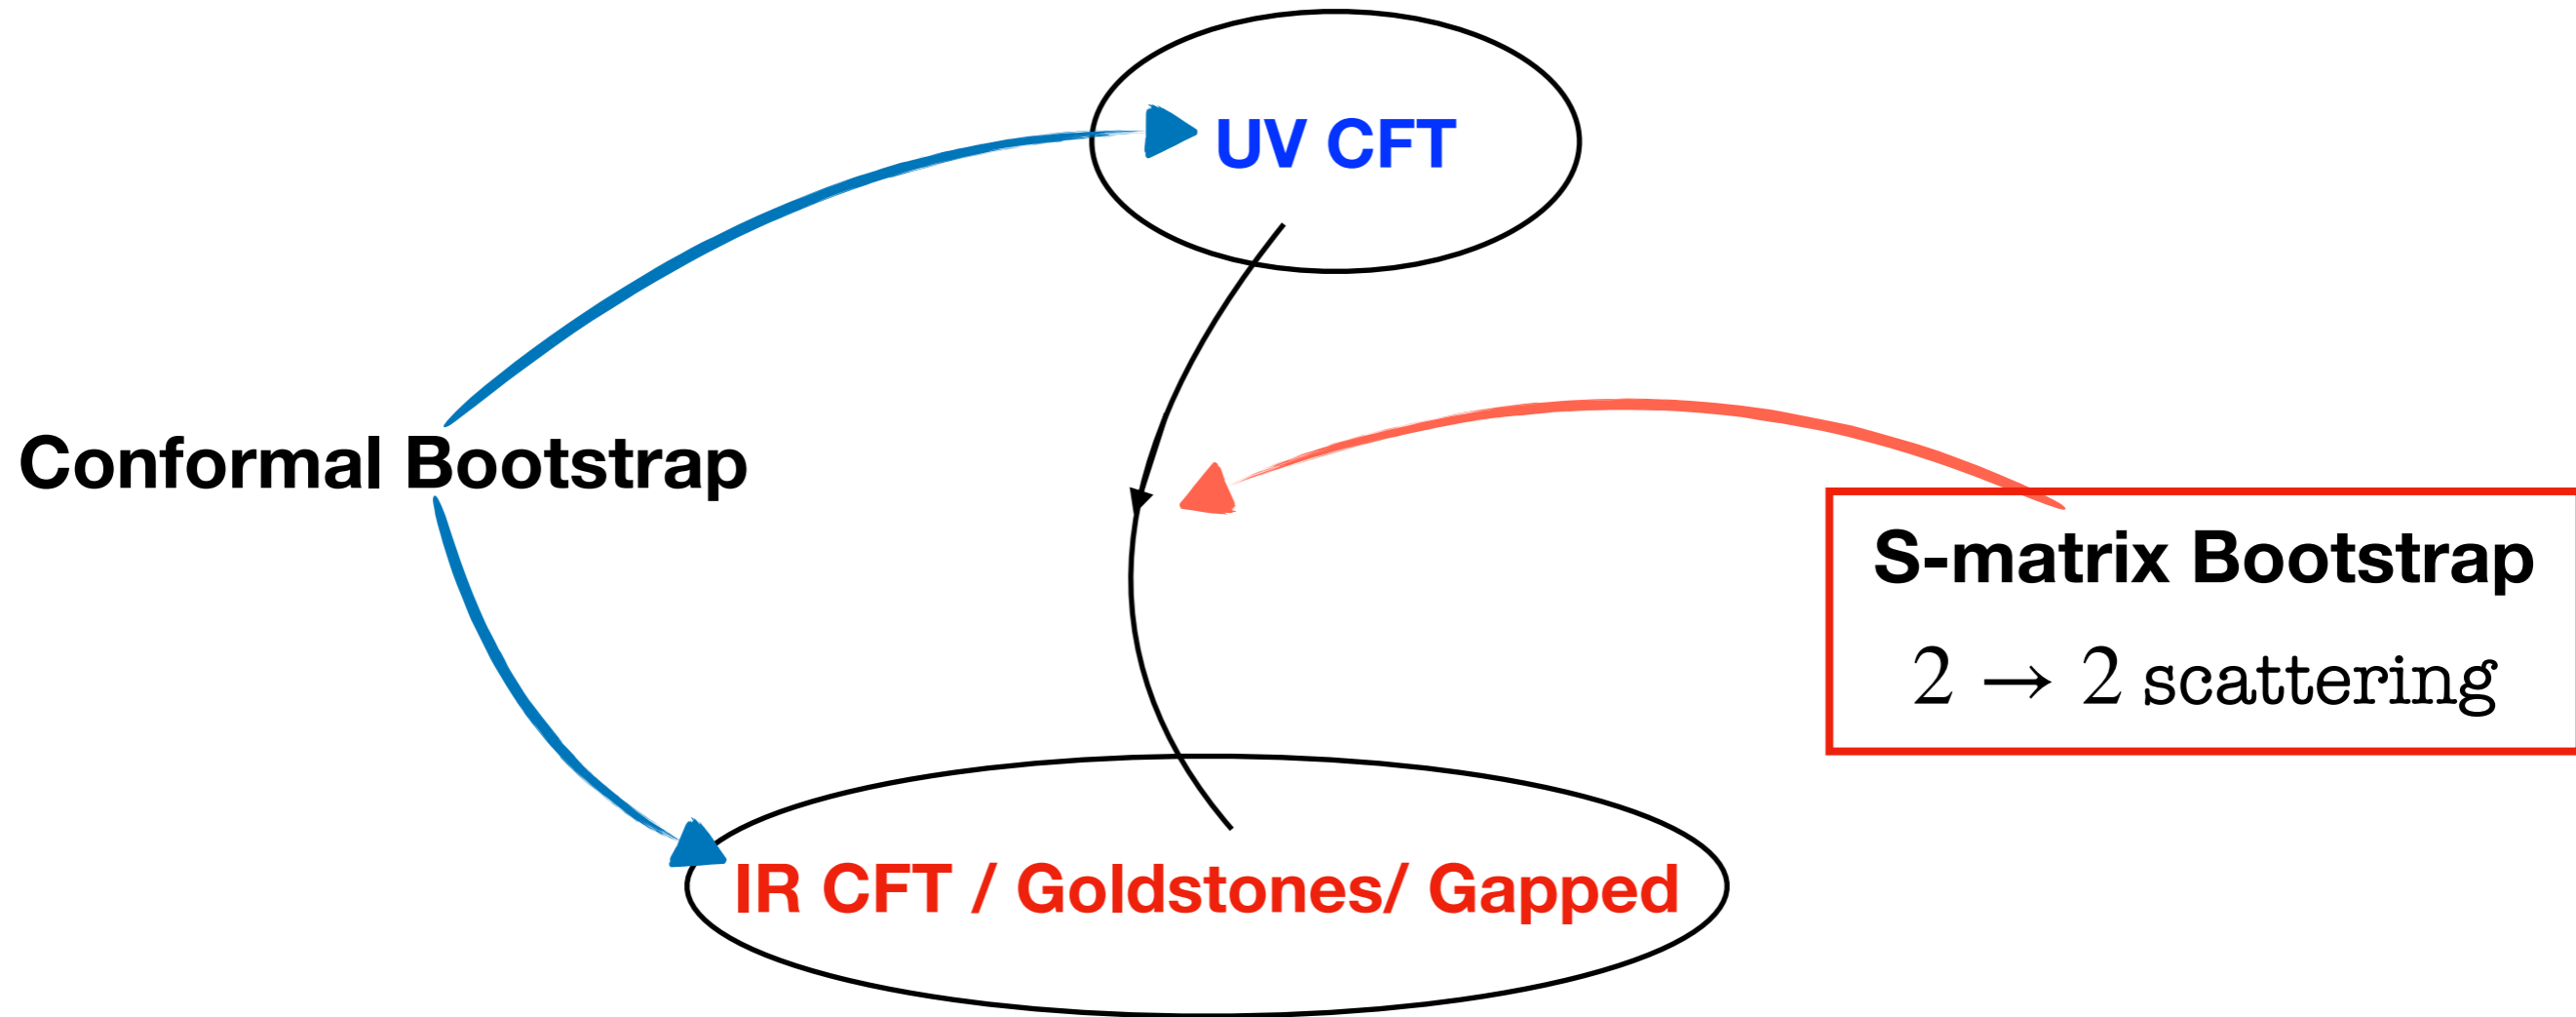 UV CFT
Conformal Bootstrap
S-matrix Bootstrap
2 → 2 scattering
IR CFT / Goldstones/ Gapped